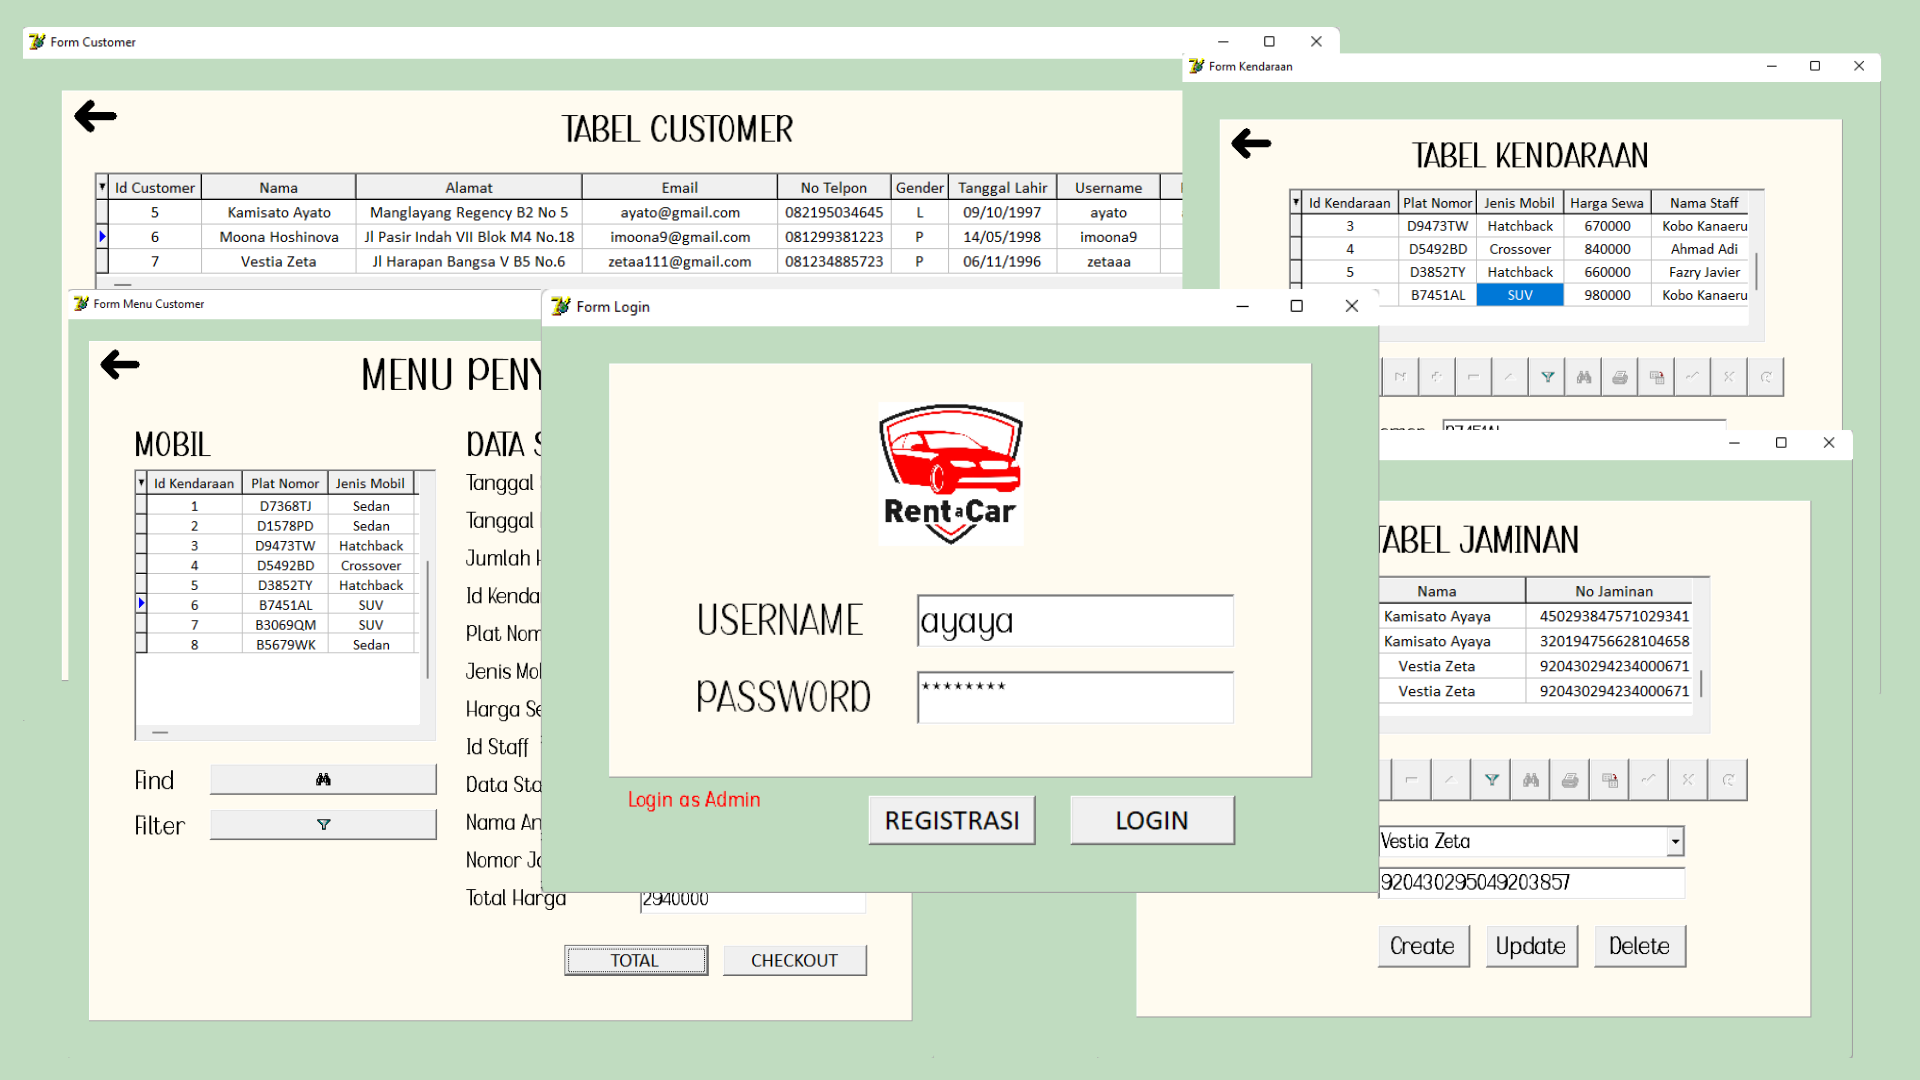 Form Customer
TABEL CUSTOMER
Id Customer Nama Alamat Email No Telpon Gender Tanggal Lahir Username
5 Kamisato Ayato Manglayang Regency B2 No 5 ayato@gmail.com 082195034645 L 09/10/1997 ayato
6 Moona Hoshinova Jl Pasir Indah VII Blok M4 No.18 imoona9@gmail.com 081299381223 P 14/05/1998 imoona9
7 Vestia Zeta Jl Harapan Bangsa V B5 No.6 zetaa111@gmail.com 081234885723 P 06/11/1996 zetaaa
Form Kendaraan
TABEL KENDARAAN
Id Kendaraan Plat Nomor Jenis Mobil Harga Sewa Nama Staff
3 D9473TW Hatchback 670000 Kobo Kanaeru
4 D5492BD Crossover 840000 Ahmad Adi
5 D3852TY Hatchback 660000 Fazry Javier
B7451AL SUV 980000 Kobo Kanaeru
B7451AL
Form Menu Customer
MENU PENY
MOBIL
Id Kendaraan Plat Nomor Jenis Mobil
1 D7368TJ Sedan
2 D1578PD Sedan
3 D9473TW Hatchback
4 D5492BD Crossover
5 D3852TY Hatchback
6 B7451AL SUV
7 B3069QM SUV
8 B5679WK Sedan
Find
Filter
DATA S
Tanggal
Tanggal
Jumlah
Id Kenda
Plat Nom
Jenis Mo
Harga Se
Id Staff
Data Sta
Nama An
Nomor Ja
Total Harga 2940000
TOTAL CHECKOUT
Form Login
Rent a Car
USERNAME ayaya
PASSWORD ********
Login as Admin
REGISTRASI LOGIN
TABEL JAMINAN
Nama No Jaminan
Kamisato Ayaya 450293847571029341
Kamisato Ayaya 320194756628104658
Vestia Zeta 920430294234000671
Vestia Zeta 920430294234000671
Vestia Zeta
920430295049203857
Create Update Delete